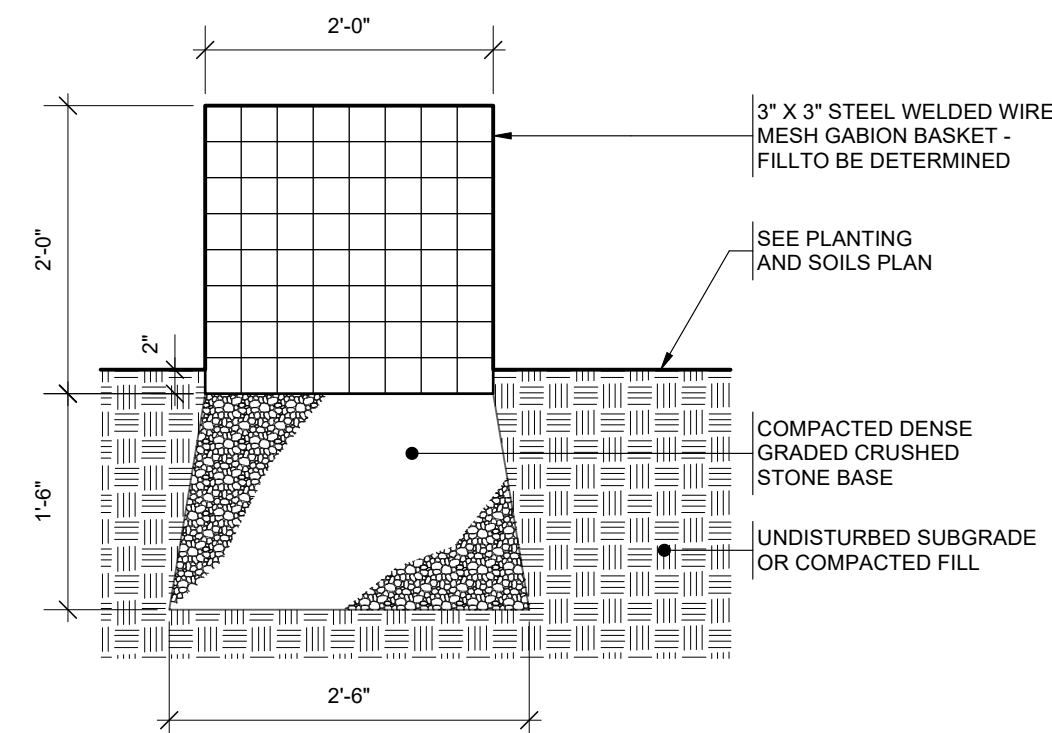 2'-0"
3" X 3" STEEL WELDED WIRE
MESH GABION BASKET -
FILLTO BE DETERMINED
2'-0"
SEE PLANTING
AND SOILS PLAN
2"
COMPACTED DENSE
GRADED CRUSHED
STONE BASE
1'-6"
UNDISTURBED SUBGRADE
OR COMPACTED FILL
2'-6"